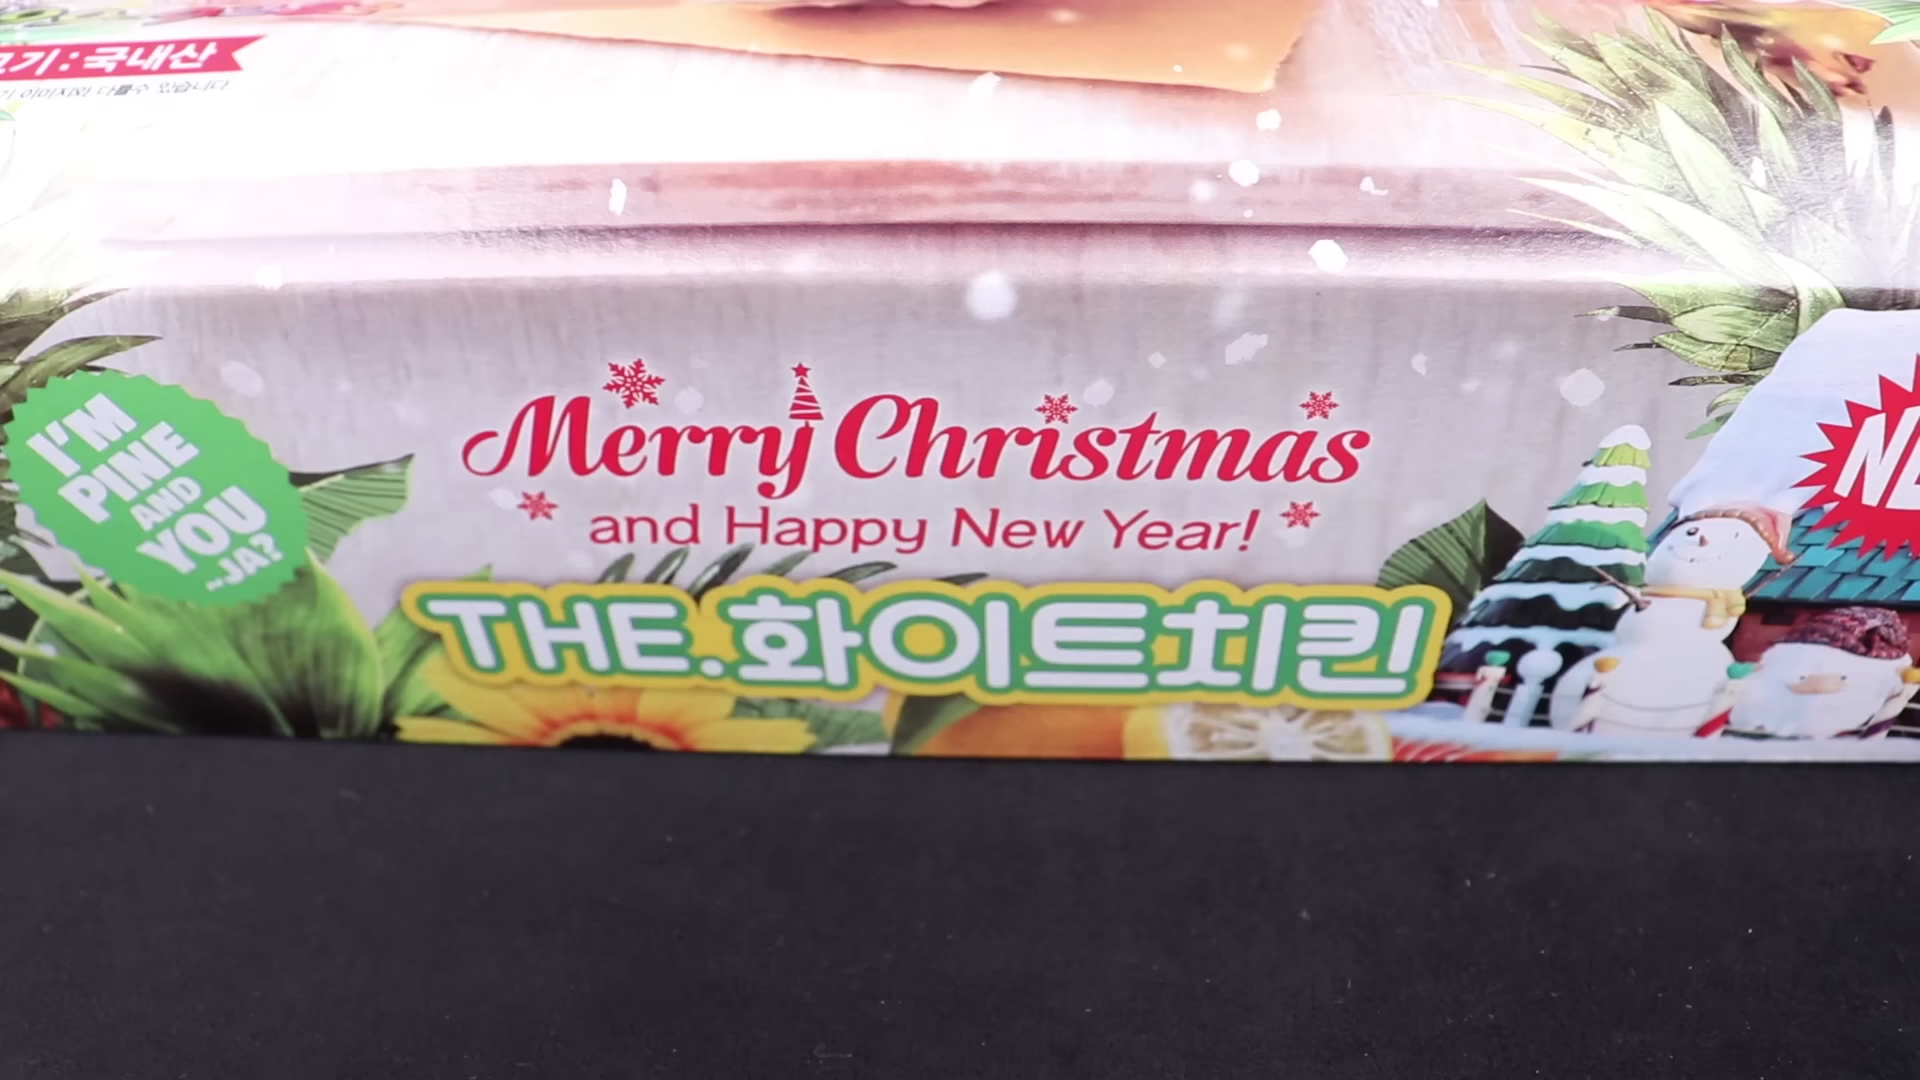 고기 : 국내산
I'M
PINE
AND
YOU
~JA?
Merry Christmas
and Happy New Year!
THE.화이트치킨